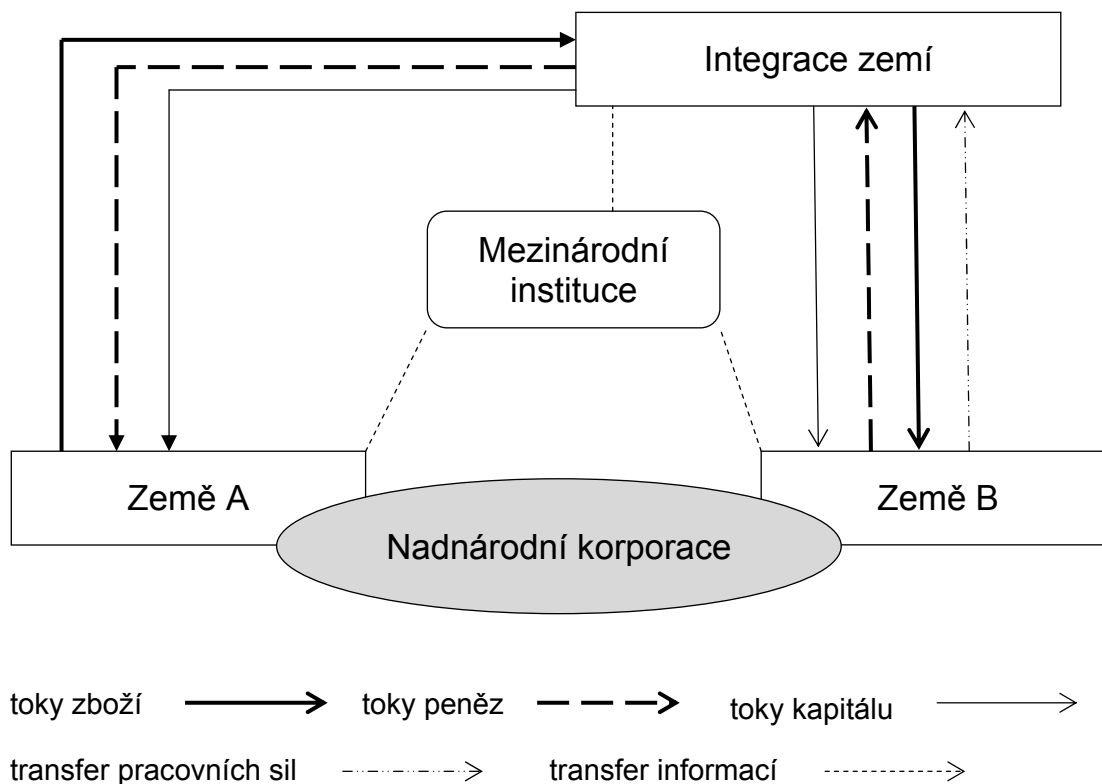 Integrace zemí
Mezinárodní
instituce
Země A
Země B
Nadnárodní korporace
toky zboží
toky peněz
toky kapitálu
transfer pracovních sil
transfer informací